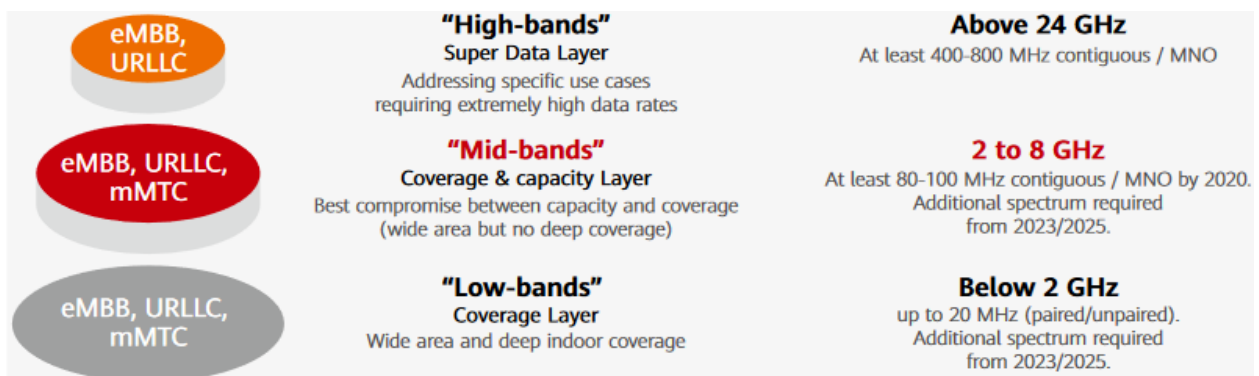 eMBB,
URLLC
"High-bands"
Super Data Layer
Addressing specific use cases
requiring extremely high data rates
Above 24 GHz
At least 400-800 MHz contiguous / MNO
eMBB, URLLC,
mMTC
"Mid-bands"
Coverage & capacity Layer
Best compromise between capacity and coverage
(wide area but no deep coverage)
2 to 8 GHz
At least 80-100 MHz contiguous / MNO by 2020.
Additional spectrum required
from 2023/2025.
eMBB, URLLC,
mMTC
"Low-bands"
Coverage Layer
Wide area and deep indoor coverage
Below 2 GHz
up to 20 MHz (paired/unpaired).
Additional spectrum required
from 2023/2025.